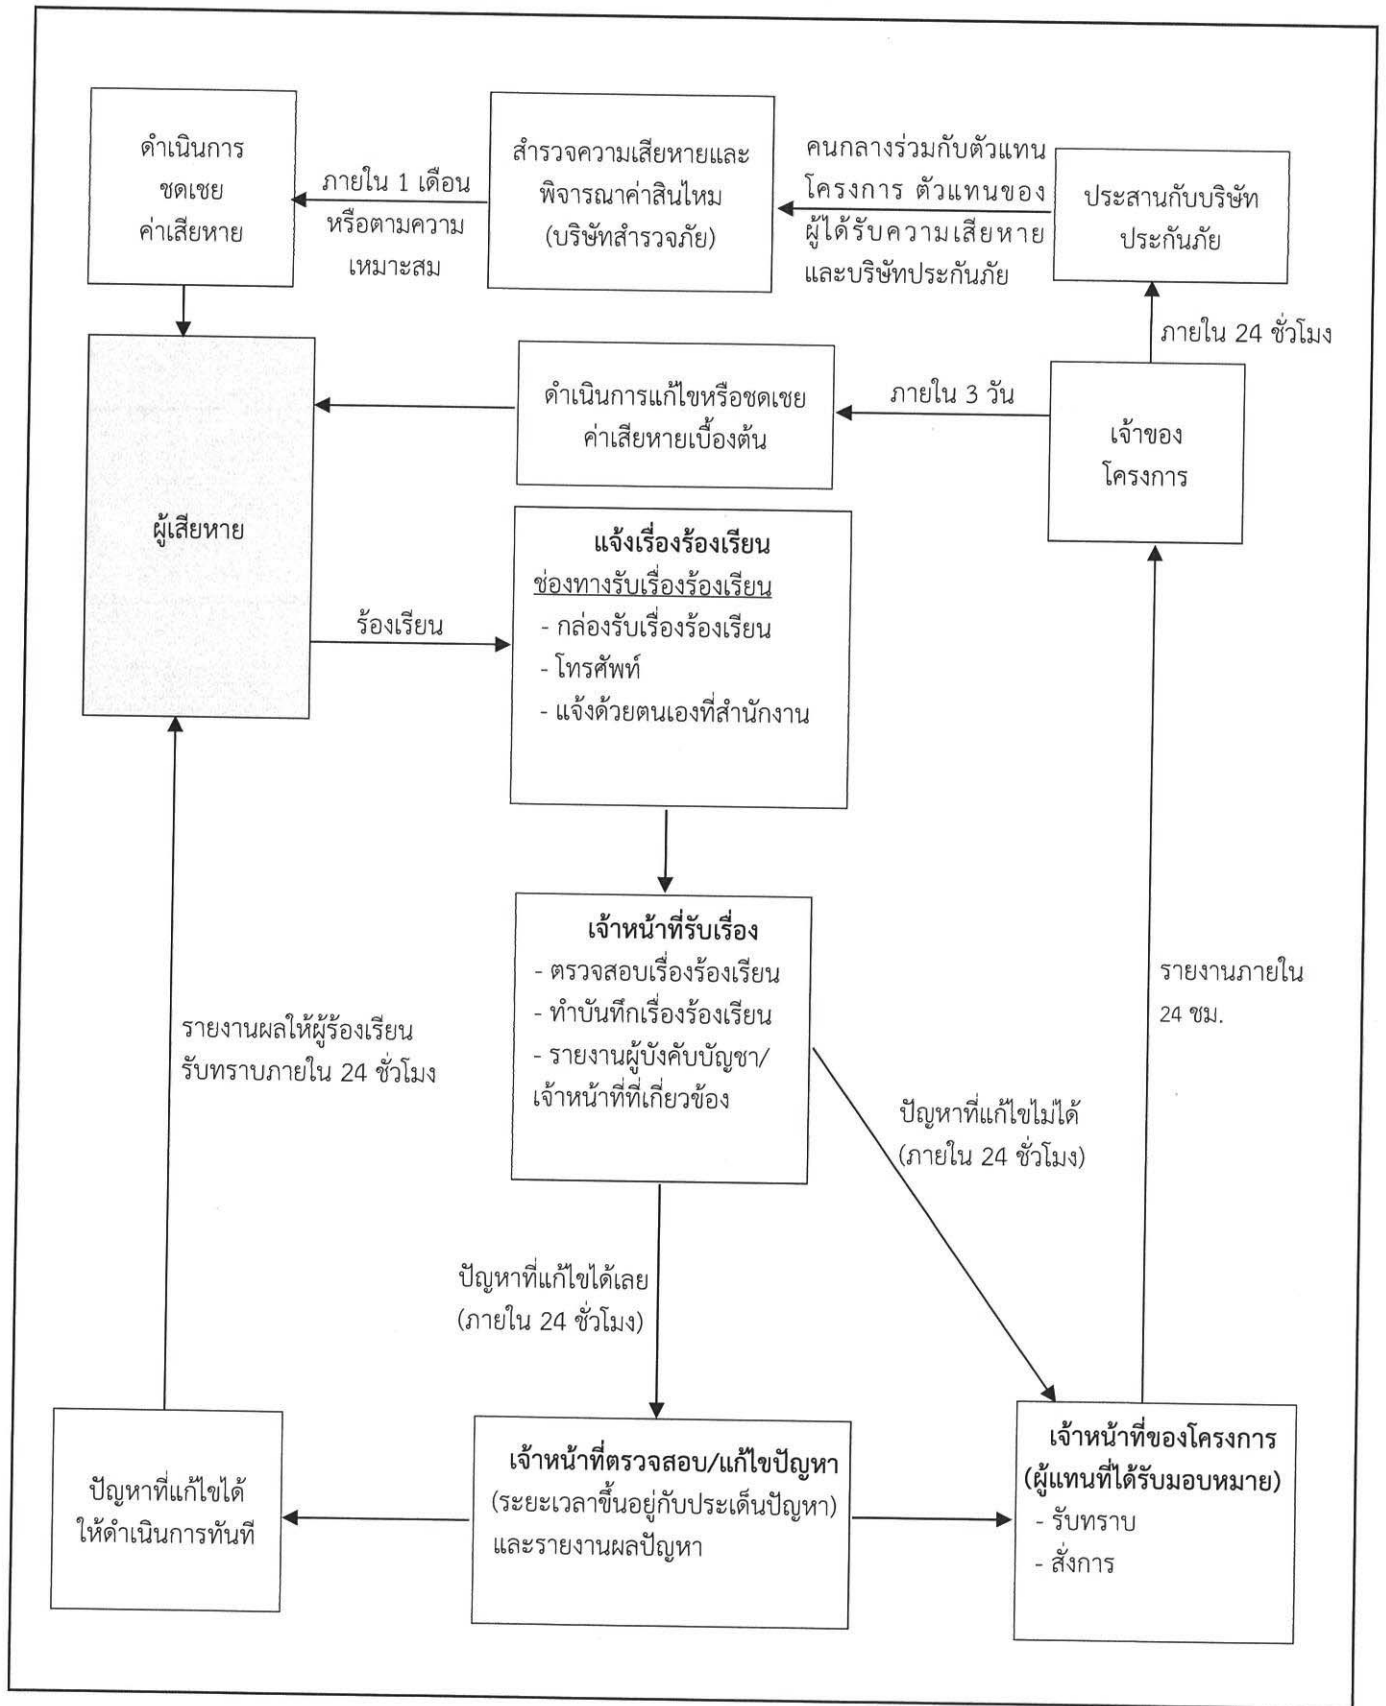 ดำเนินการ
ชดเชย
ค่าเสียหาย
ภายใน 1 เดือน
หรือตามความ
เหมาะสม
สำรวจความเสียหายและ
พิจารณาค่าสินไหม
(บริษัทสำรวจภัย)
คนกลางร่วมกับตัวแทน
โครงการ ตัวแทนของ
ผู้ได้รับความเสียหาย
และบริษัทประกันภัย
ประสานกับบริษัท
ประกันภัย
ภายใน 24 ชั่วโมง
ผู้เสียหาย
ดำเนินการแก้ไขหรือชดเชย
ค่าเสียหายเบื้องต้น
ภายใน 3 วัน
เจ้าของ
โครงการ
ร้องเรียน
แจ้งเรื่องร้องเรียน
ช่องทางรับเรื่องร้องเรียน
- กล่องรับเรื่องร้องเรียน
- โทรศัพท์
- แจ้งด้วยตนเองที่สำนักงาน
เจ้าหน้าที่รับเรื่อง
- ตรวจสอบเรื่องร้องเรียน
- ทำบันทึกเรื่องร้องเรียน
- รายงานผู้บังคับบัญชา/
เจ้าหน้าที่ที่เกี่ยวข้อง
รายงานผลให้ผู้ร้องเรียน
รับทราบภายใน 24 ชั่วโมง
รายงานภายใน
24 ชม.
ปัญหาที่แก้ไขไม่ได้
(ภายใน 24 ชั่วโมง)
ปัญหาที่แก้ไขได้เลย
(ภายใน 24 ชั่วโมง)
ปัญหาที่แก้ไขได้
ให้ดำเนินการทันที
เจ้าหน้าที่ตรวจสอบ/แก้ไขปัญหา
(ระยะเวลาขึ้นอยู่กับประเด็นปัญหา)
และรายงานผลปัญหา
เจ้าหน้าที่ของโครงการ
(ผู้แทนที่ได้รับมอบหมาย)
- รับทราบ
- สั่งการ